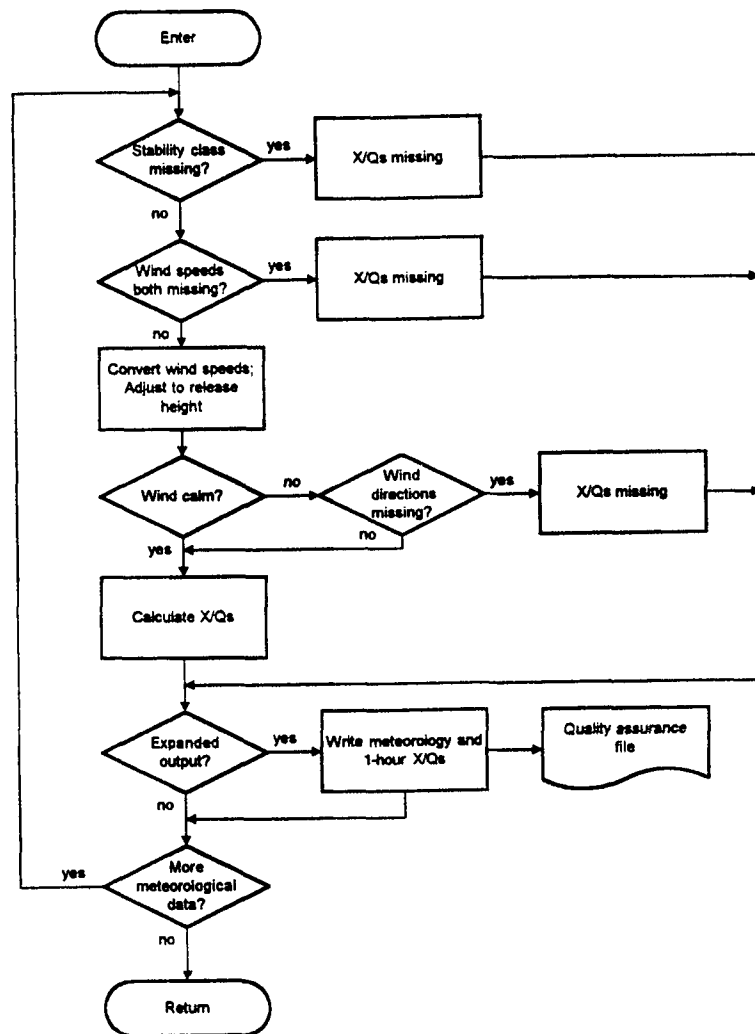 Enter
Stability class
missing?
yes
X/Qs missing
no
Wind speeds
both missing?
yes
X/Qs missing
no
Convert wind speeds;
Adjust to release
height
Wind calm?
no
Wind
directions
missing?
yes
X/Qs missing
yes
no
Calculate X/Qs
Expanded
output?
yes
Write meteorology and
1-hour X/Qs
Quality assurance
file
no
yes
More
meteorological
data?
no
Return